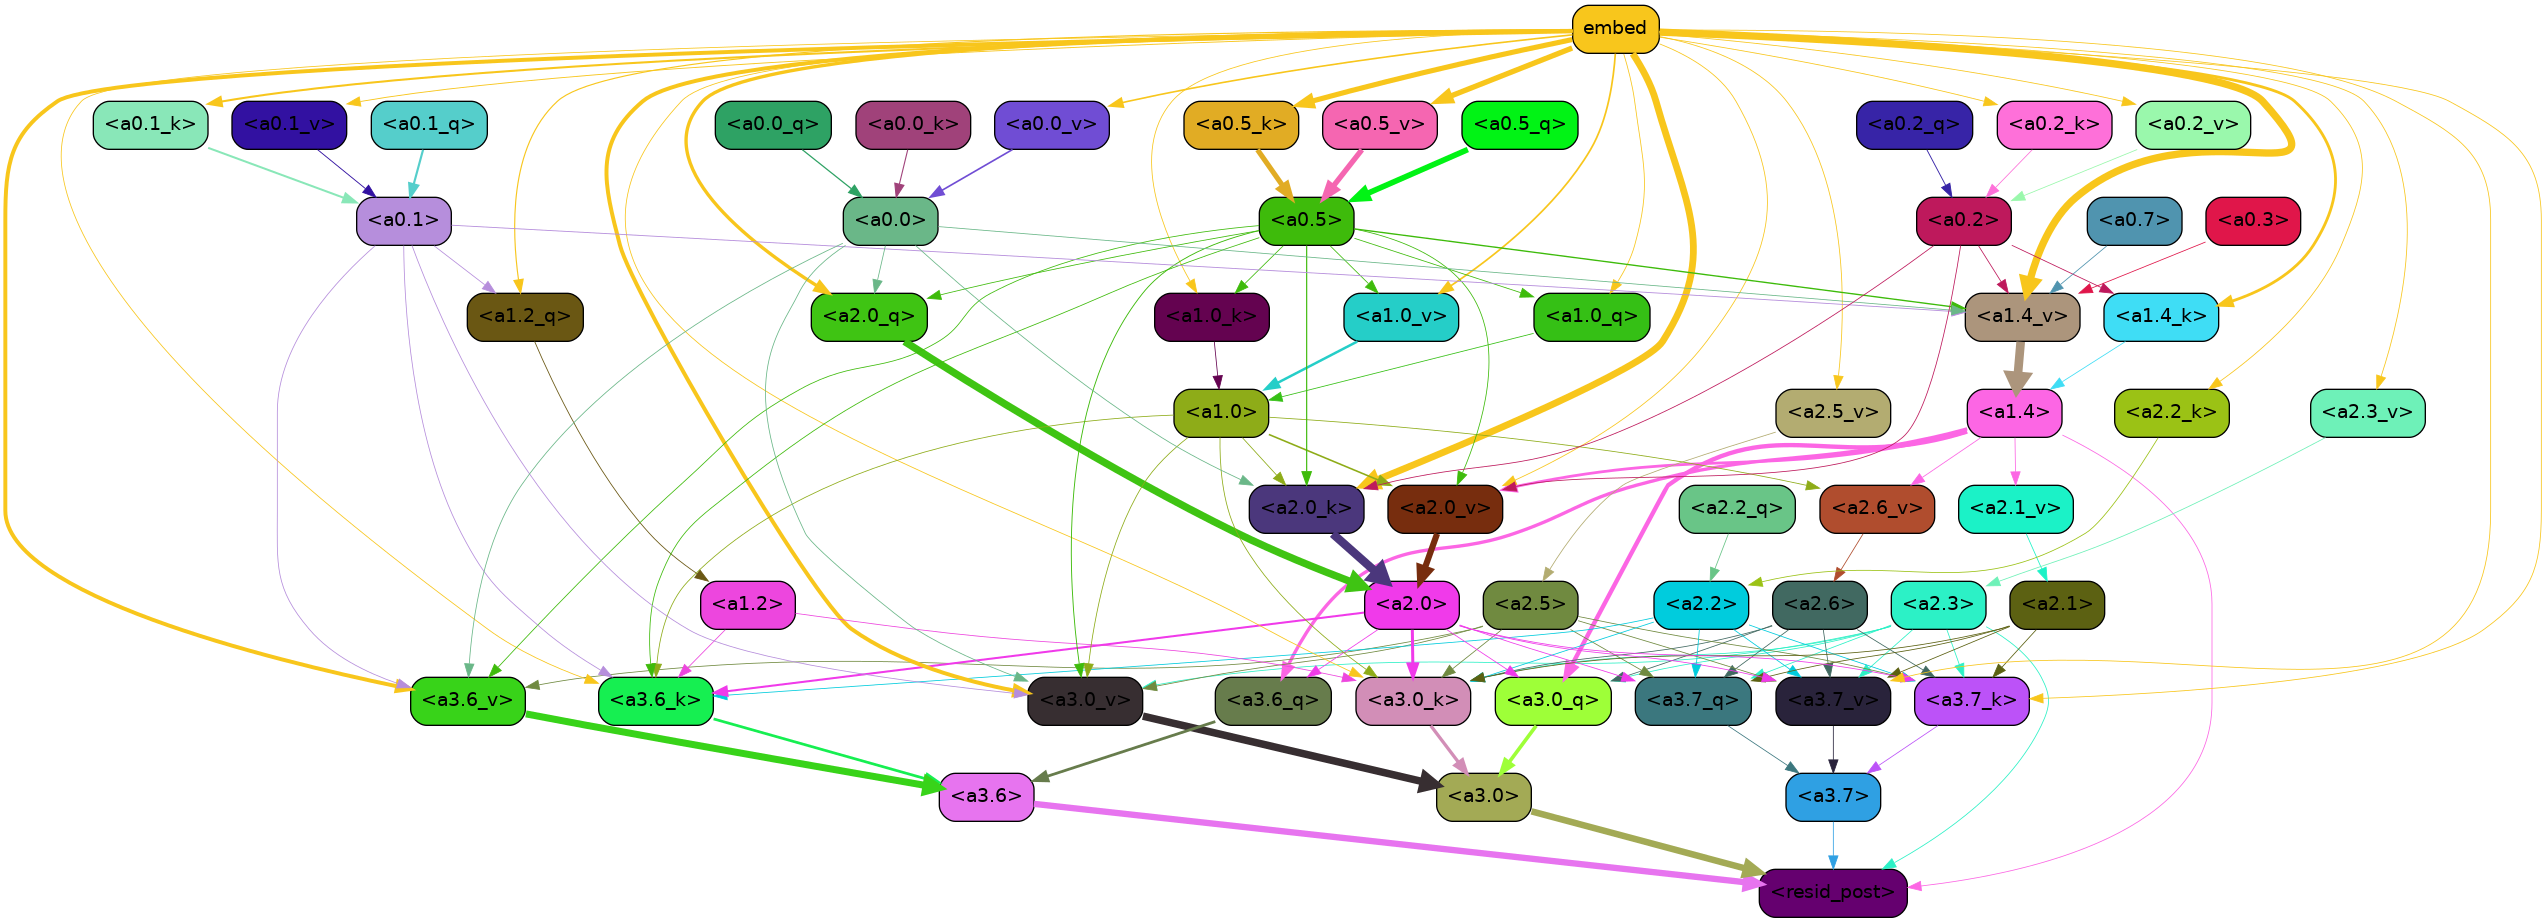 embed
<a0.1_k>
<a0.1_v>
<a0.1_q>
<a0.0_q>
<a0.0_k>
<a0.0_v>
<a0.5_k>
<a0.5_v>
<a0.5_q>
<a0.2_q>
<a0.2_k>
<a0.2_v>
<a0.1>
<a0.0>
<a0.5>
<a0.2>
<a0.7>
<a0.3>
<a1.2_q>
<a2.0_q>
<a1.0_k>
<a1.0_v>
<a1.0_q>
<a1.4_v>
<a1.4_k>
<a1.0>
<a2.5_v>
<a1.4>
<a2.2_k>
<a2.3_v>
<a2.0_k>
<a2.0_v>
<a2.2_q>
<a2.6_v>
<a2.1_v>
<a1.2>
<a2.0>
<a2.5>
<a2.2>
<a2.6>
<a2.3>
<a2.1>
<a3.6_v>
<a3.6_k>
<a3.0_v>
<a3.6_q>
<a3.0_k>
<a3.0_q>
<a3.7_q>
<a3.7_v>
<a3.7_k>
<a3.6>
<a3.0>
<a3.7>
<resid_post>